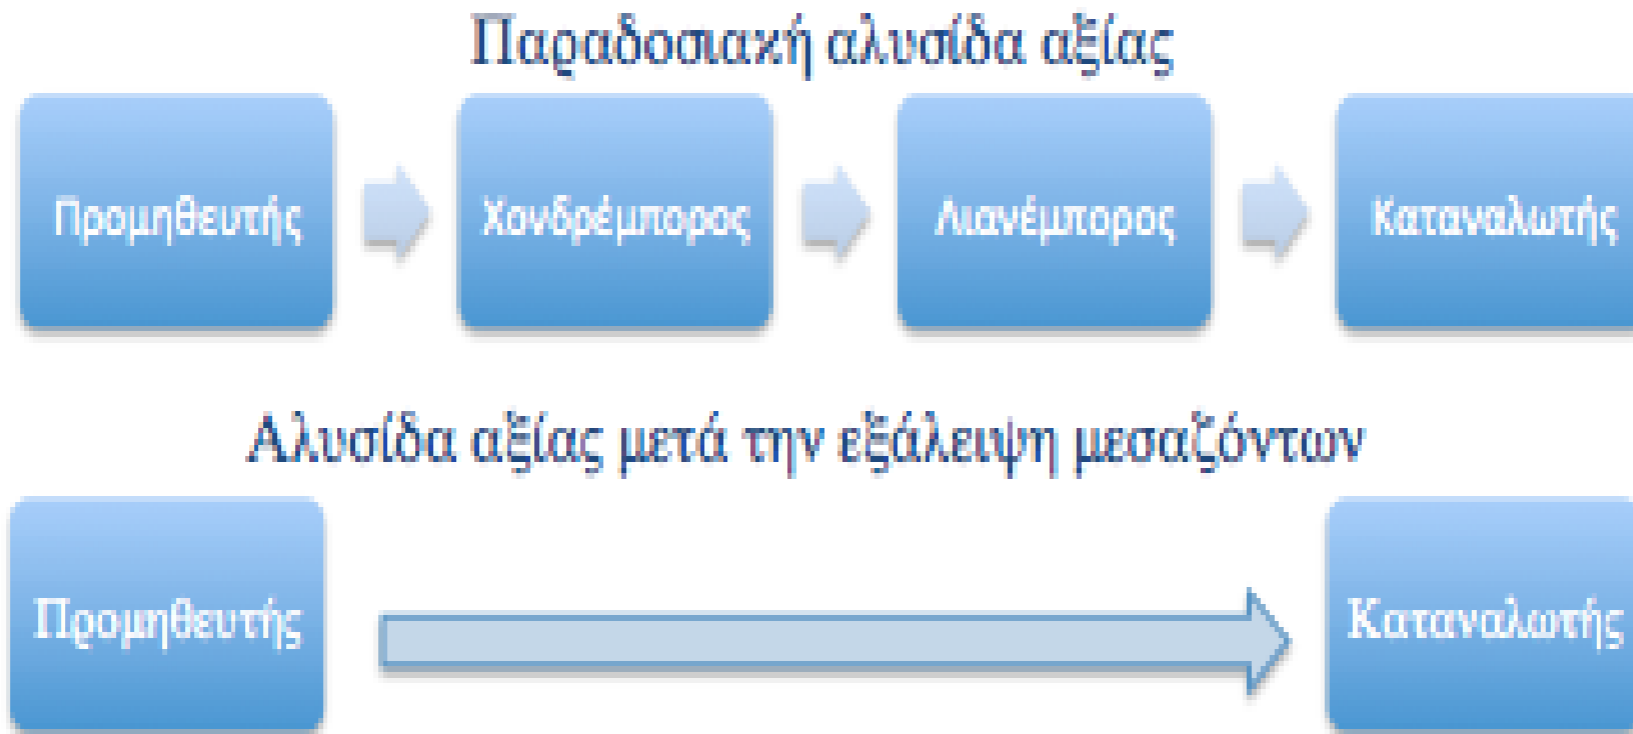 Παραδοσιακή αλυσίδα αξίας
Προμηθευτής Χονδρέμπορος Λιανέμπορος Καταναλωτής
Αλυσίδα αξίας μετά την εξάλειψη μεσαζόντων
Προμηθευτής Καταναλωτής